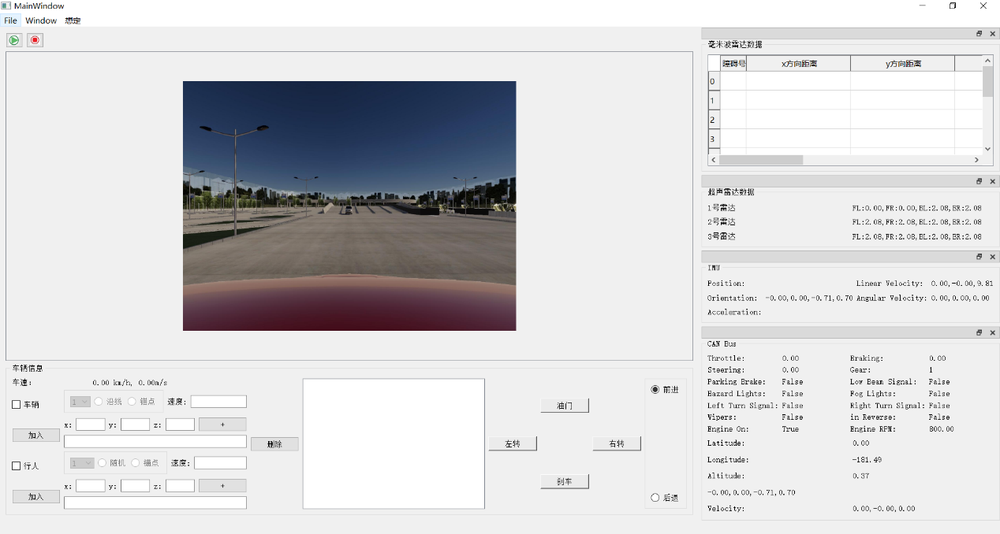 MainWindow
File Window 想定
毫米波雷达数据
障碍号 x方向距离 y方向距离
0
1
2
3
超声雷达数据
1号雷达 FL:0.00,FR:0.00,BL:2.08,BR:2.08
2号雷达 FL:2.08,FR:2.08,BL:2.08,BR:2.08
3号雷达 FL:2.08,FR:2.08,BL:2.08,BR:2.08
IMU
Position: Linear Velocity: 0.00,-0.00,9.81
Orientation: -0.00,0.00,-0.71,0.70 Angular Velocity: 0.00,0.00,0.00
Acceleration:
CAN Bus
Throttle: 0.00 Braking: 0.00
Steering: 0.00 Gear: 1
Parking Brake: False Low Beam Signal: False
Hazard Lights: False Fog Lights: False
Left Turn Signal: False Right Turn Signal: False
Wipers: False in Reverse: False
Engine On: True Engine RPM: 800.00
Latitude: 0.00
Longitude: -181.49
Altitude: 0.37
-0.00,0.00,-0.71,0.70
Velocity: 0.00,-0.00,0.00
车辆信息
车速: 0.00 km/h, 0.00m/s
车辆 1 沿线 锚点 速度:
x: y: z: +
加入
删除
行人 1 随机 锚点 速度:
x: y: z: +
加入
油门
左转 右转
刹车
前进
后退